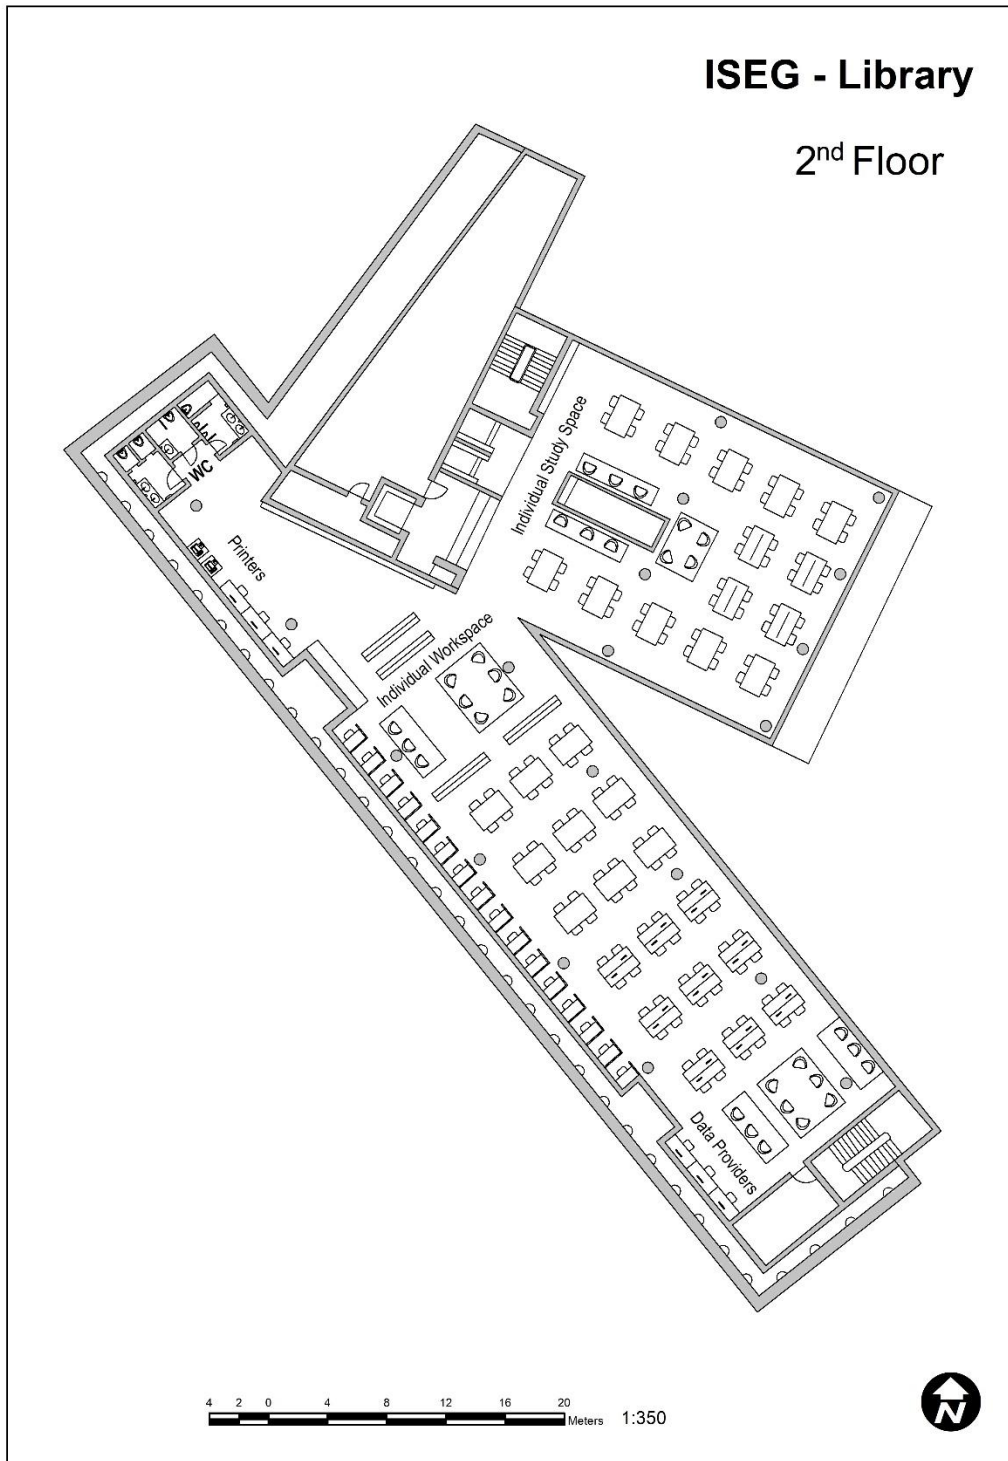 ISEG - Library
2nd Floor
Individual Study Space
WC
Printers
Individual Workspace
Data Providers
4 2 0 4 8 12 16 20
Meters 1:350
N